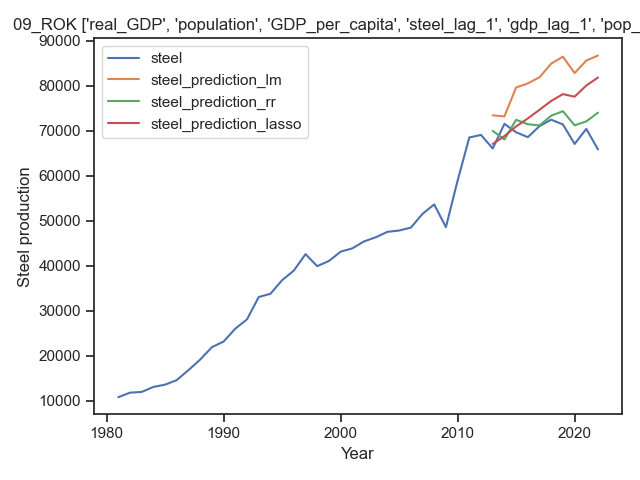 09_ROK ['real_GDP', 'population', 'GDP_per_capita', 'steel_lag_1', 'gdp_lag_1', 'pop_
90000
80000
70000
60000
50000
40000
30000
20000
10000
Steel production
steel
steel_prediction_lm
steel_prediction_rr
steel_prediction_lasso
1980 1990 2000 2010 2020
Year